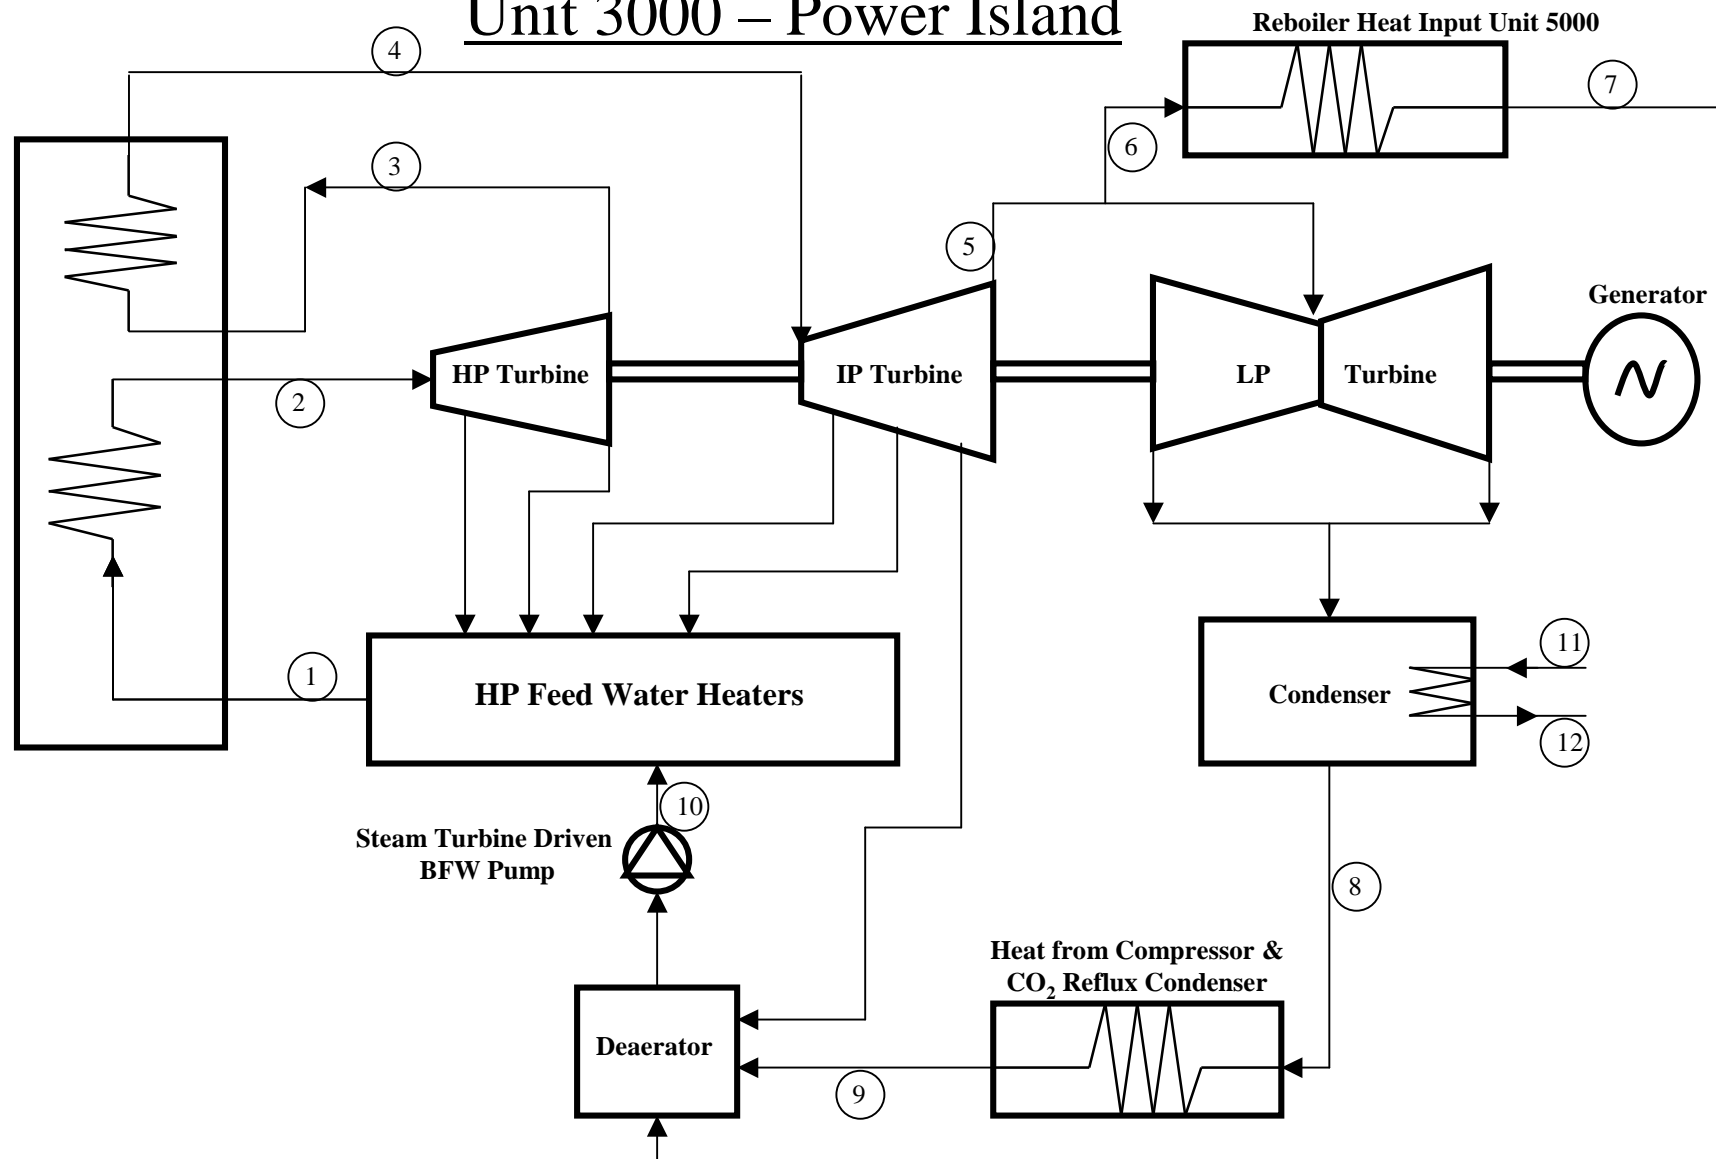 Unit 3000 – Power Island
Reboiler Heat Input Unit 5000
4
7
3
6
5
Generator
HP Turbine
IP Turbine
LP
Turbine
2
11
1
HP Feed Water Heaters
Condenser
12
10
Steam Turbine Driven
BFW Pump
8
Heat from Compressor &
CO₂ Reflux Condenser
Deaerator
9